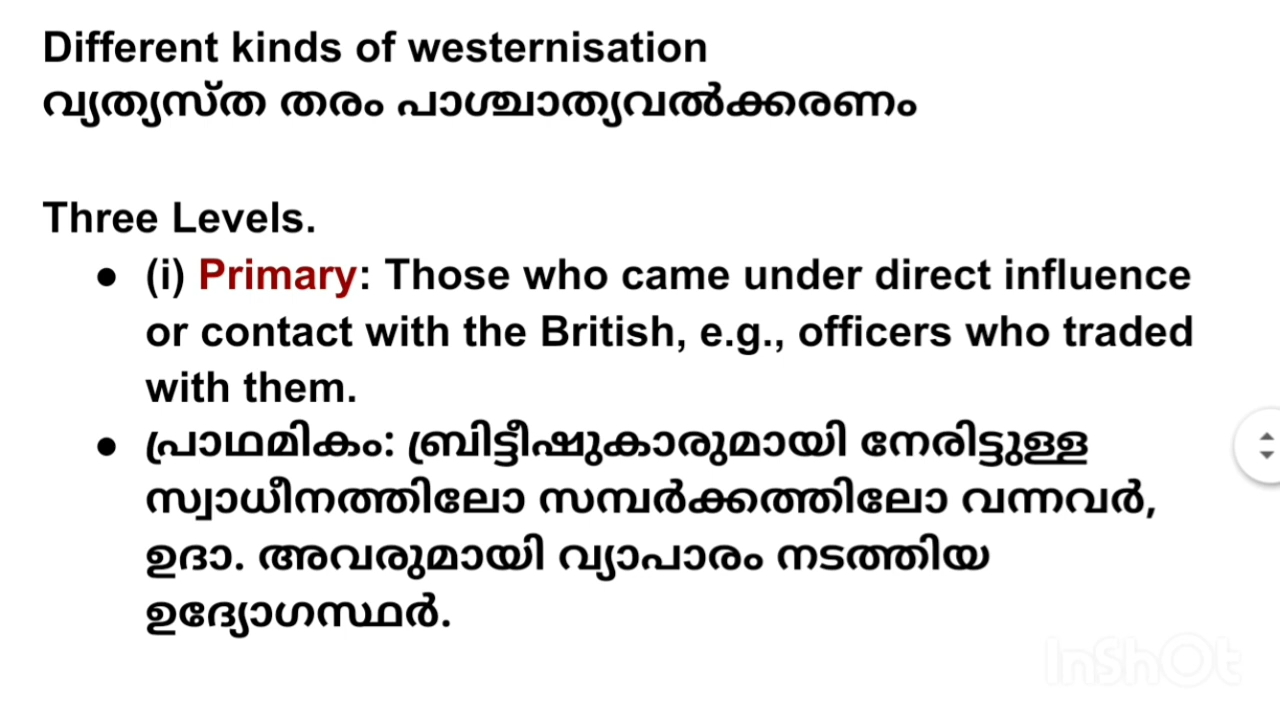 Different kinds of westernisation
വ്യത്യസ്ത തരം പാശ്ചാത്യവൽക്കരണം
Three Levels.
● (i) Primary: Those who came under direct influence
or contact with the British, e.g., officers who traded
with them.
● പ്രാഥമികം: ബ്രിട്ടീഷുകാരുമായി നേരിട്ടുള്ള
സ്വാധീനത്തിലോ സമ്പർക്കത്തിലോ വന്നവർ,
ഉദാ. അവരുമായി വ്യാപാരം നടത്തിയ
ഉദ്യോഗസ്ഥർ.
InShOt